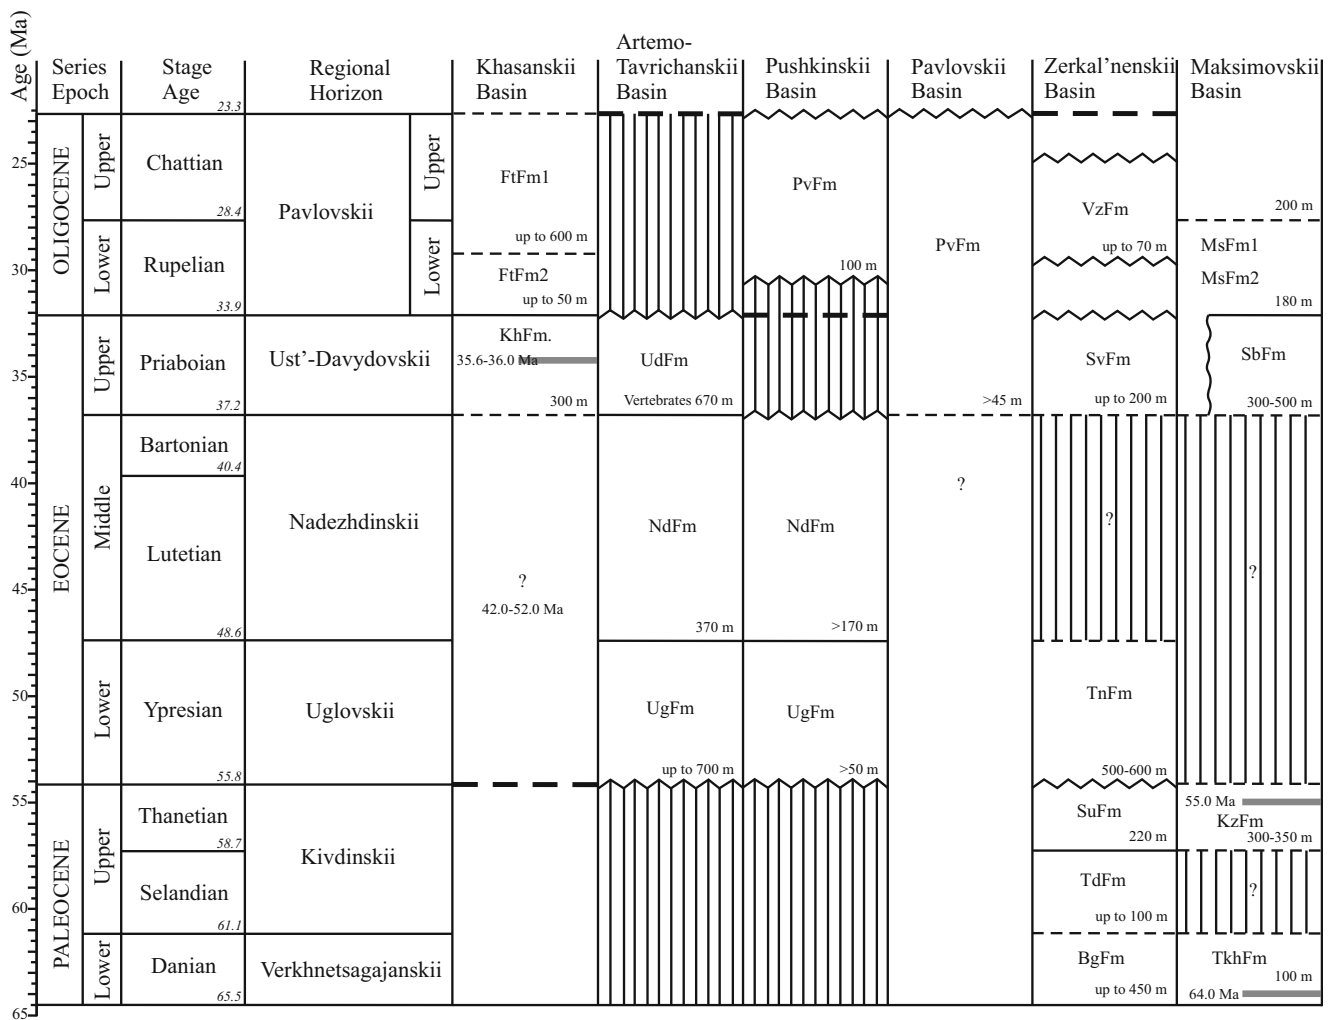 Age (Ma)
Series
Epoch
Stage
Age
23.3
Regional
Horizon
Khasanskii
Basin
Artemo-
Tavrichanskii
Basin
Pushkinskii
Basin
Pavlovskii
Basin
Zerkal'nenskii
Basin
Maksimovskii
Basin
25
30
35
40
45
50
55
60
65
OLIGOCENE
EOCENE
PALEOCENE
Upper
Lower
Upper
Middle
Lower
Upper
Lower
Chattian
28.4
Rupelian
33.9
Priaboian
37.2
Bartonian
40.4
Lutetian
48.6
Ypresian
55.8
Thanetian
58.7
Selandian
61.1
Danian
65.5
Pavlovskii
Upper
Lower
Ust'-Davydovskii
Nadezhdinskii
Uglovskii
Kivdinskii
Verkhnetsagajanskii
FtFm1
up to 600 m
FtFm2
up to 50 m
KhFm.
35.6-36.0 Ma
300 m
?
42.0-52.0 Ma
UdFm
Vertebrates 670 m
NdFm
370 m
UgFm
up to 700 m
PvFm
100 m
NdFm
>170 m
UgFm
>50 m
PvFm
>45 m
?
VzFm
up to 70 m
SvFm
up to 200 m
?
TnFm
500-600 m
SuFm
220 m
TdFm
up to 100 m
BgFm
up to 450 m
200 m
MsFm1
MsFm2
180 m
SbFm
300-500 m
?
55.0 Ma
KzFm
300-350 m
?
TkhFm
100 m
64.0 Ma